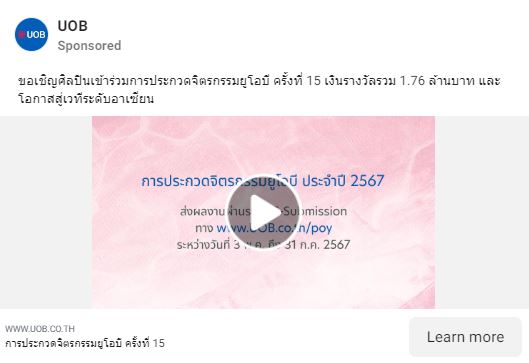 UOB
UOB
Sponsored
ขอเชิญศิลปินเข้าร่วมการประกวดจิตรกรรมยูโอบี ครั้งที่ 15 เงินรางวัลรวม 1.76 ล้านบาท และ
โอกาสสู่เวทีระดับอาเซียน
การประกวดจิตรกรรมยูโอบี ประจำปี 2567
ส่งผลงานผ่าน Submission
ทาง www.UOB.co.th/poy
ระหว่างวันที่ 3 พ.ค. ถึง 31 ก.ค. 2567
WWW.UOB.CO.TH
การประกวดจิตรกรรมยูโอบี ครั้งที่ 15
Learn more